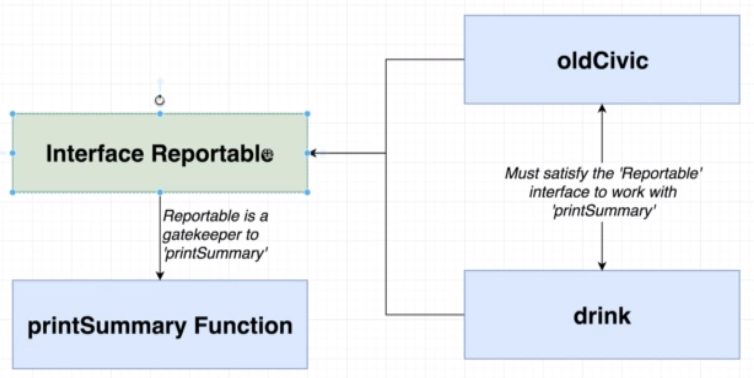 oldCivic
Interface Reportable
Must satisfy the 'Reportable'
interface to work with
'printSummary'
Reportable is a
gatekeeper to
'printSummary'
printSummary Function
drink